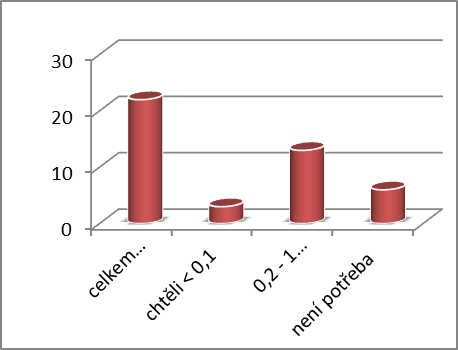 30
20
10
0
celkem...
chtěli < 0,1
0,2 - 1...
není potřeba